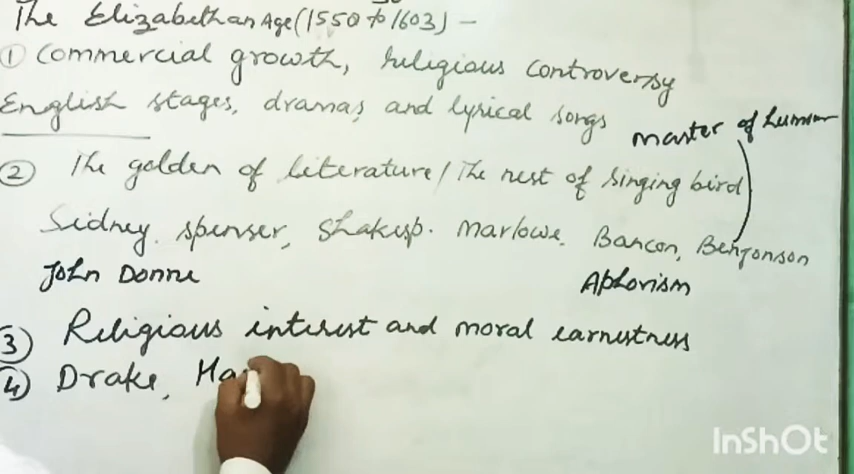 The Elizabethan Age (1550 to 1603) -
① Commercial growth, religious controversy
English stages, dramas and lyrical songs
master of humour
② The golden of literature / The nest of singing bird
Sidney. spenser, Shakesp. marlowe. Bancon, Benjonson
John Donne
Aphorism
③ Religious interest and moral earnestness
④ Drake, Ha
InShOt